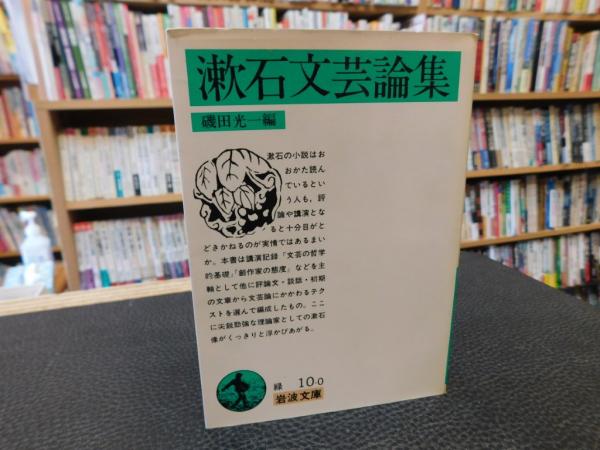 漱石文芸論集
磯田光一編
漱石の小説はお
おかた読ん
でいるとい
う人も，評
論や講演とな
ると十分目がと
どきかねるのが実情ではあるまい
か。本書は講演記録「文芸の哲学
的基礎」「創作家の態度」などを主
軸として他に評論文・談話・初期
の文章から文芸論にかかわるテク
ストを選んで編成したもの。ここ
に尖鋭勁強な理論家としての漱石
像がくっきりと浮かびあがる。
緑 10-0
岩波文庫